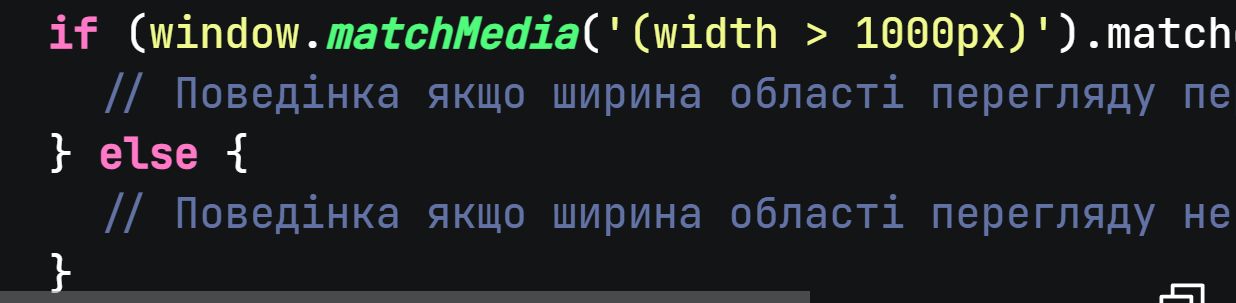 if (window.matchMedia('(width > 1000px)').matche
// Поведінка якщо ширина області перегляду пе
} else {
// Поведінка якщо ширина області перегляду не
}